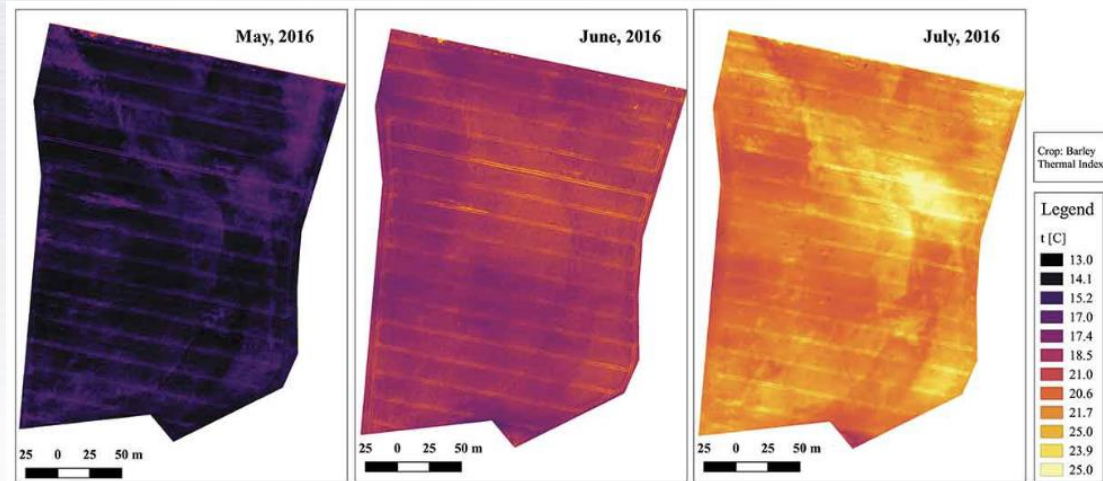 May, 2016
June, 2016
July, 2016
Crop: Barley
Thermal Index
Legend
t [C]
13.0
14.1
15.2
17.0
17.4
18.5
21.0
20.6
21.7
25.0
23.9
25.0
25 0 25 50 m
25 0 25 50 m
25 0 25 50 m